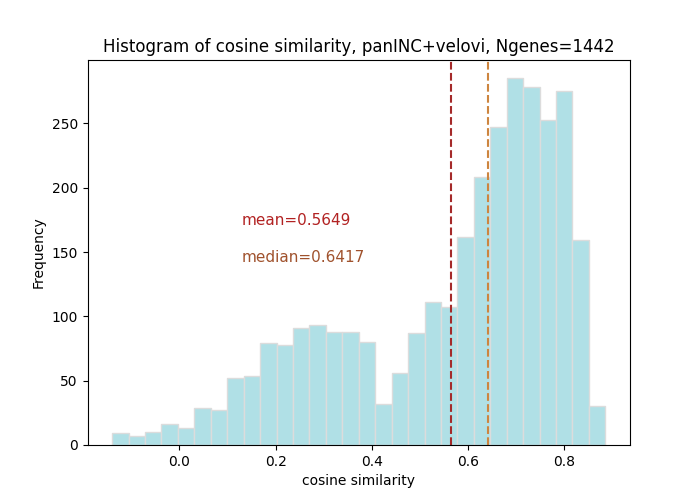 Histogram of cosine similarity, panINC+velovi, Ngenes=1442
Frequency
250
200
150
100
50
0
mean=0.5649
median=0.6417
0.0 0.2 0.4 0.6 0.8
cosine similarity